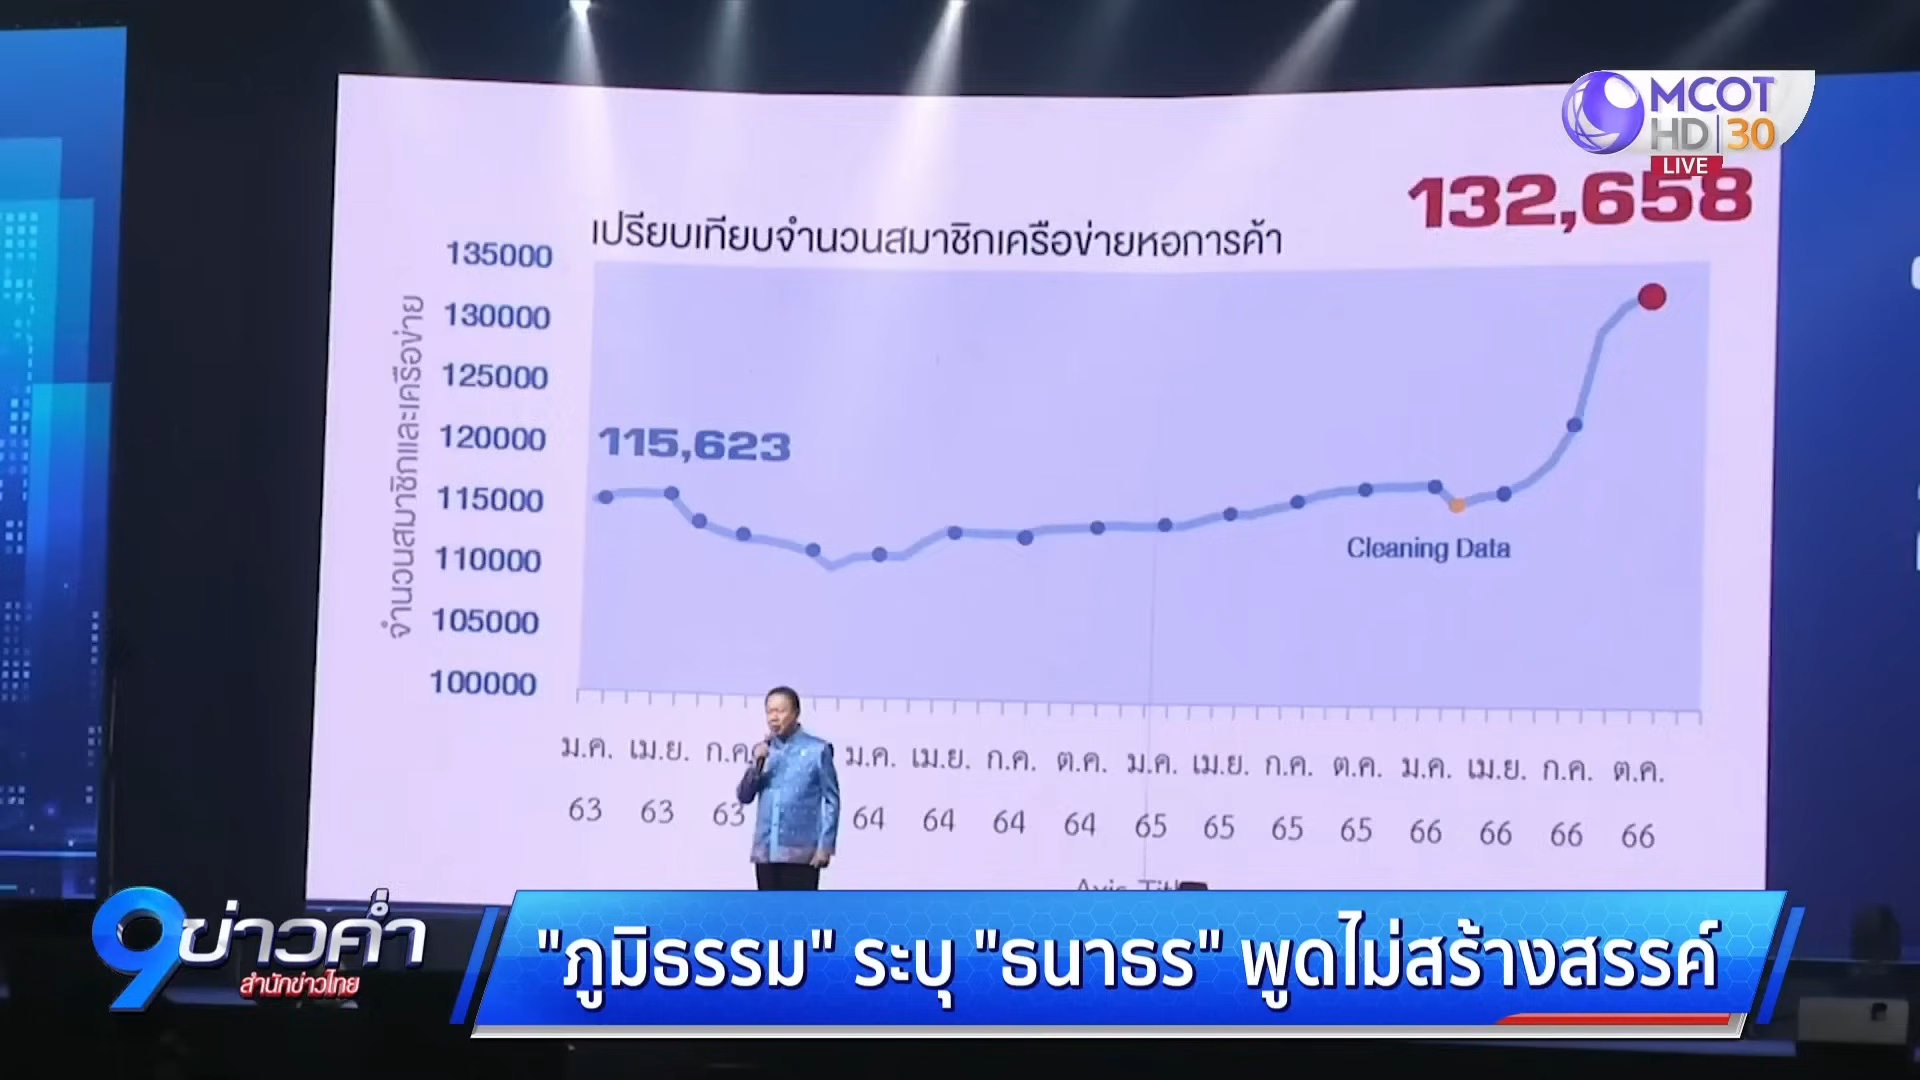 MCOT
HD 30
LIVE
132,658
เปรียบเทียบจำนวนสมาชิกเครือข่ายหอการค้า
จำนวนสมาชิกและเครือข่าย
135000
130000
125000
120000
115000
110000
105000
100000
115,623
Cleaning Data
ม.ค. เม.ย. ก.ค. ม.ค. เม.ย. ก.ค. ต.ค. ม.ค. เม.ย. ก.ค. ต.ค. ม.ค. เม.ย. ก.ค. ต.ค.
63 63 63 64 64 64 64 65 65 65 65 66 66 66 66
9ข่าวค่ำ
สำนักข่าวไทย
"ภูมิธรรม" ระบุ "ธนาธร" พูดไม่สร้างสรรค์